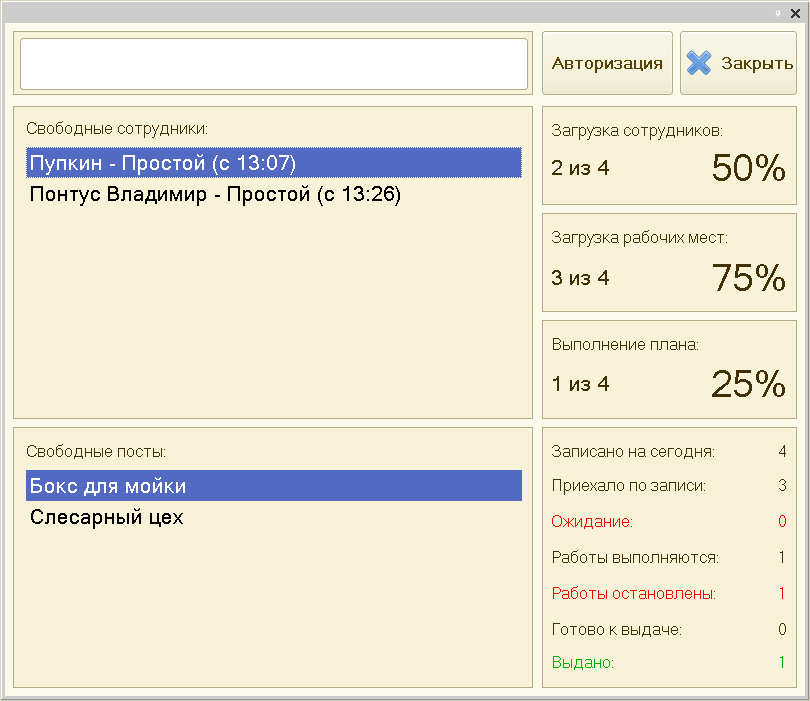 Авторизация
Закрыть
Свободные сотрудники:
Пупкин - Простой (с 13:07)
Понтус Владимир - Простой (с 13:26)
Загрузка сотрудников:
2 из 4 50%
Загрузка рабочих мест:
3 из 4 75%
Выполнение плана:
1 из 4 25%
Свободные посты:
Бокс для мойки
Слесарный цех
Записано на сегодня: 4
Приехало по записи: 3
Ожидание: 0
Работы выполняются: 1
Работы остановлены: 1
Готово к выдаче: 0
Выдано: 1